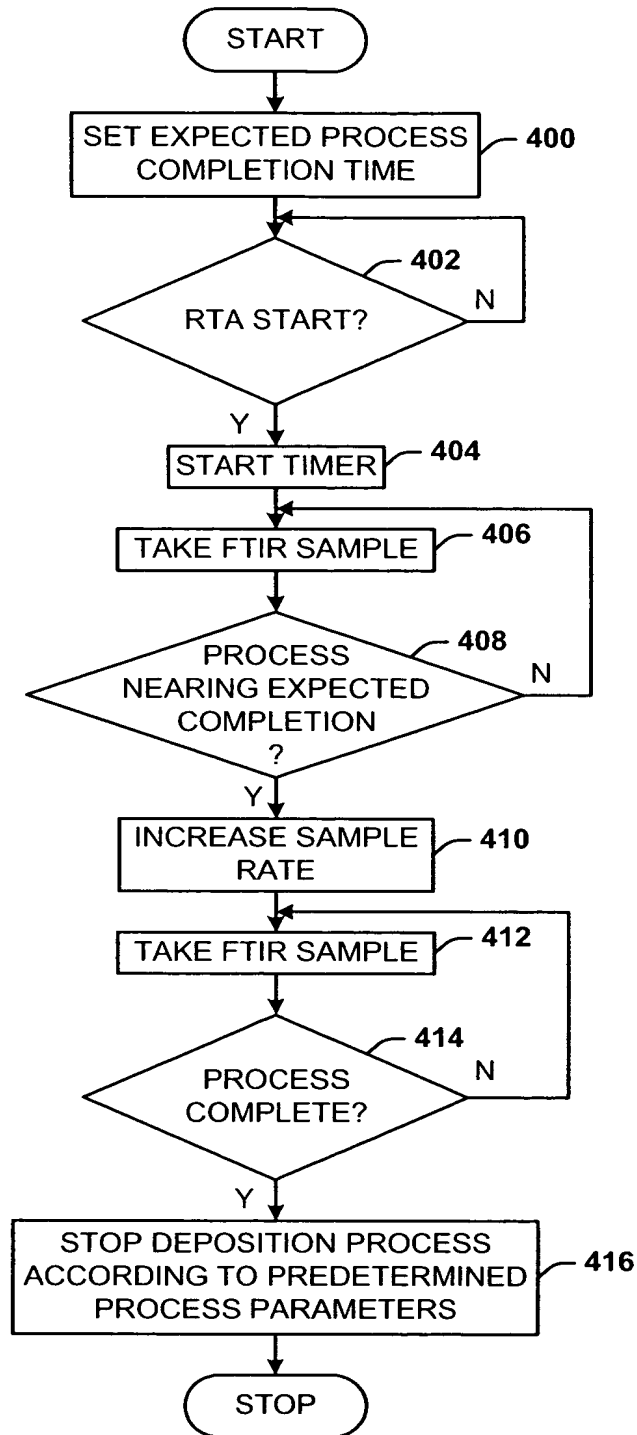 START
SET EXPECTED PROCESS
COMPLETION TIME
400
402
RTA START?
N
Y
START TIMER
404
TAKE FTIR SAMPLE
406
408
PROCESS
NEARING EXPECTED
COMPLETION
?
N
Y
INCREASE SAMPLE
RATE
410
TAKE FTIR SAMPLE
412
414
PROCESS
COMPLETE?
N
Y
STOP DEPOSITION PROCESS
ACCORDING TO PREDETERMINED
PROCESS PARAMETERS
416
STOP